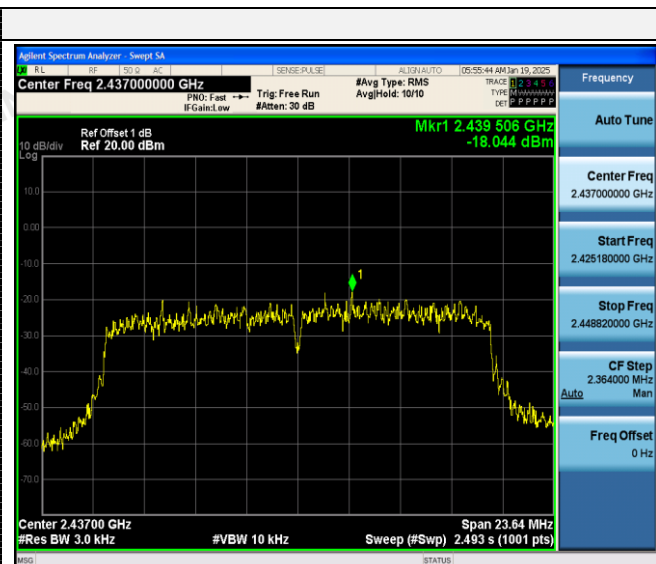 Agilent Spectrum Analyzer - Swept SA
RL RF 50 Ω AC SENSE:PULSE ALIGN AUTO 05:55:44 AM Jan 19, 2025
Center Freq 2.437000000 GHz
PNO: Fast
IFGain:Low
Trig: Free Run
#Atten: 30 dB
#Avg Type: RMS
Avg|Hold: 10/10
TRACE 1 2 3 4 5 6
TYPE M
DET P P P P P P
Mkr1 2.439 506 GHz
-18.044 dBm
Ref Offset 1 dB
10 dB/div Ref 20.00 dBm
Log
10.0
0.00
-10.0
-20.0
-30.0
-40.0
-50.0
-60.0
-70.0
1
Center 2.43700 GHz Span 23.64 MHz
#Res BW 3.0 kHz #VBW 10 kHz Sweep (#Swp) 2.493 s (1001 pts)
MSG STATUS
Frequency
Auto Tune
Center Freq
2.437000000 GHz
Start Freq
2.425180000 GHz
Stop Freq
2.448820000 GHz
CF Step
2.364000 MHz
Auto Man
Freq Offset
0 Hz